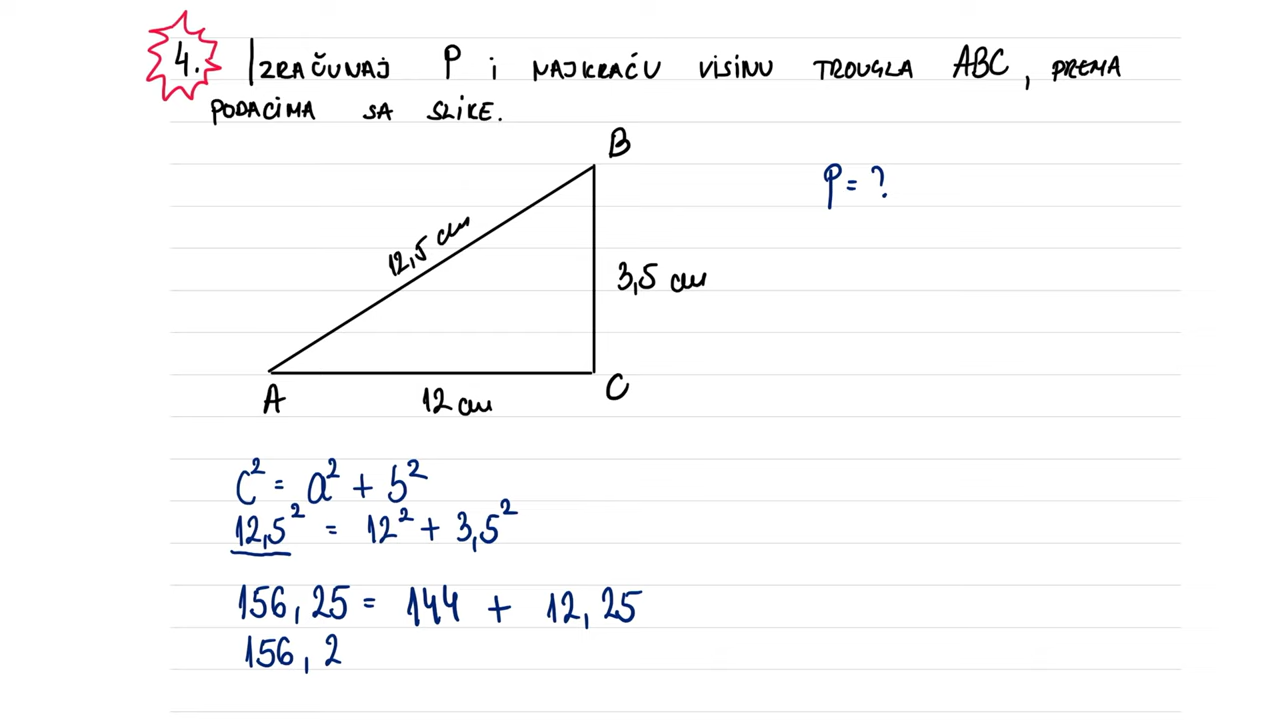 4. IZRAČUNAJ P I NAJKRAĆU VISINU TROUGLA ABC, PREMA
PODACIMA SA SLIKE.
B
P = ?
12,5 cm
3,5 cm
A
12 cm
C
c² = a² + b²
12,5² = 12² + 3,5²
156,25 = 144 + 12,25
156,2